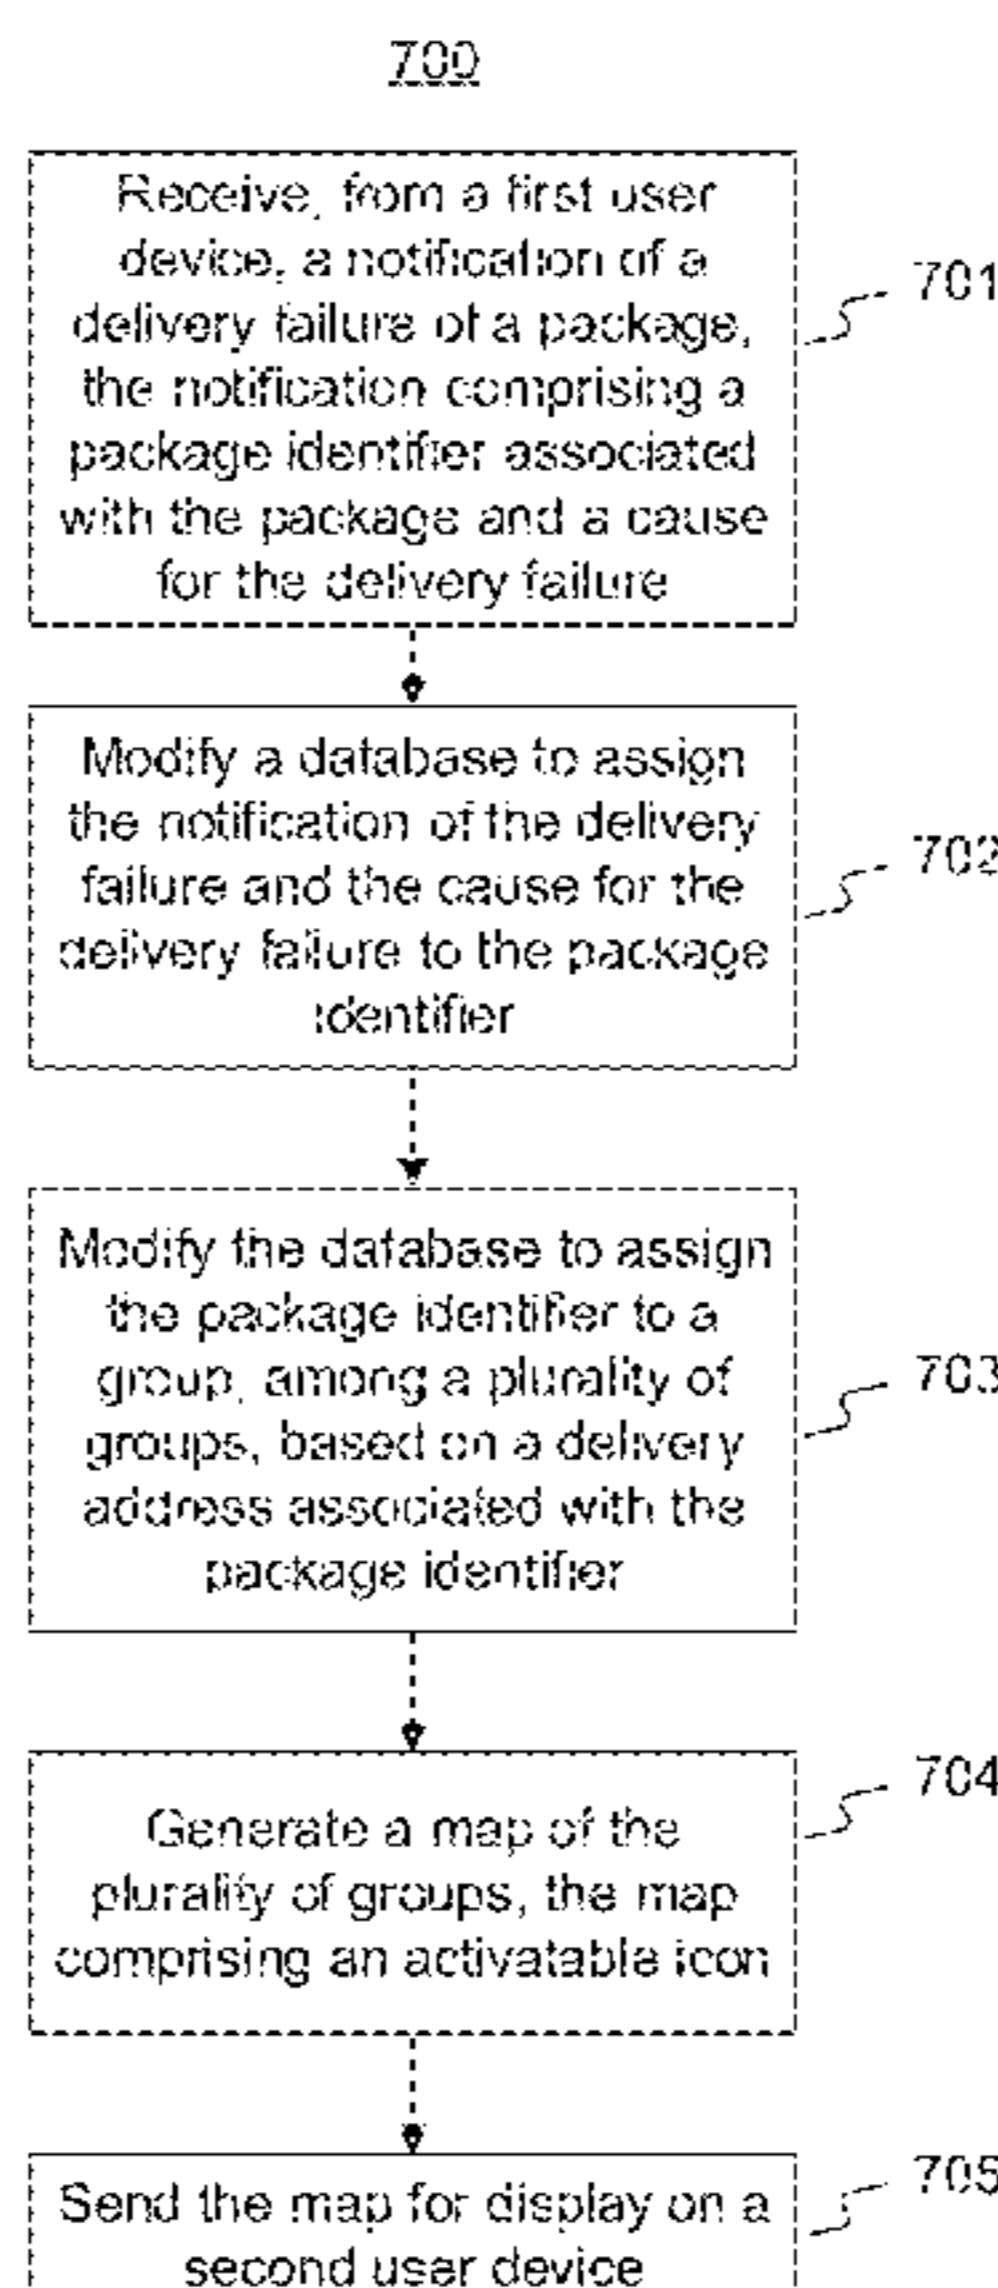 700
Receive, from a first user
device, a notification of a
delivery failure of a package,
the notification comprising a
package identifier associated
with the package and a cause
for the delivery failure
701
Modify a database to assign
the notification of the delivery
failure and the cause for the
delivery failure to the package
identifier
702
Modify the database to assign
the package identifier to a
group, among a plurality of
groups, based on a delivery
address associated with the
package identifier
703
Generate a map of the
plurality of groups, the map
comprising an activatable icon
704
Send the map for display on a
second user device
705